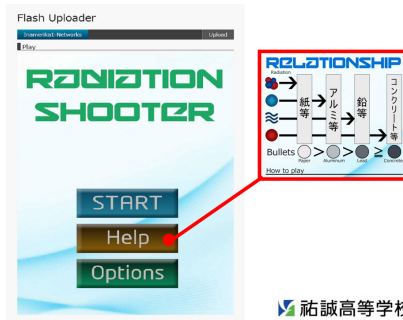 Flash Uploader
Inamerikat-Networks
Upload
Play
RADIATION
SHOOTER
START
Help
Options
RELATIONSHIP
Radiation
紙等
アルミ等
鉛等
コンクリート等
Bullets > > ≥
Paper Aluminum Lead Concrete
How to play
祐誠高等学校